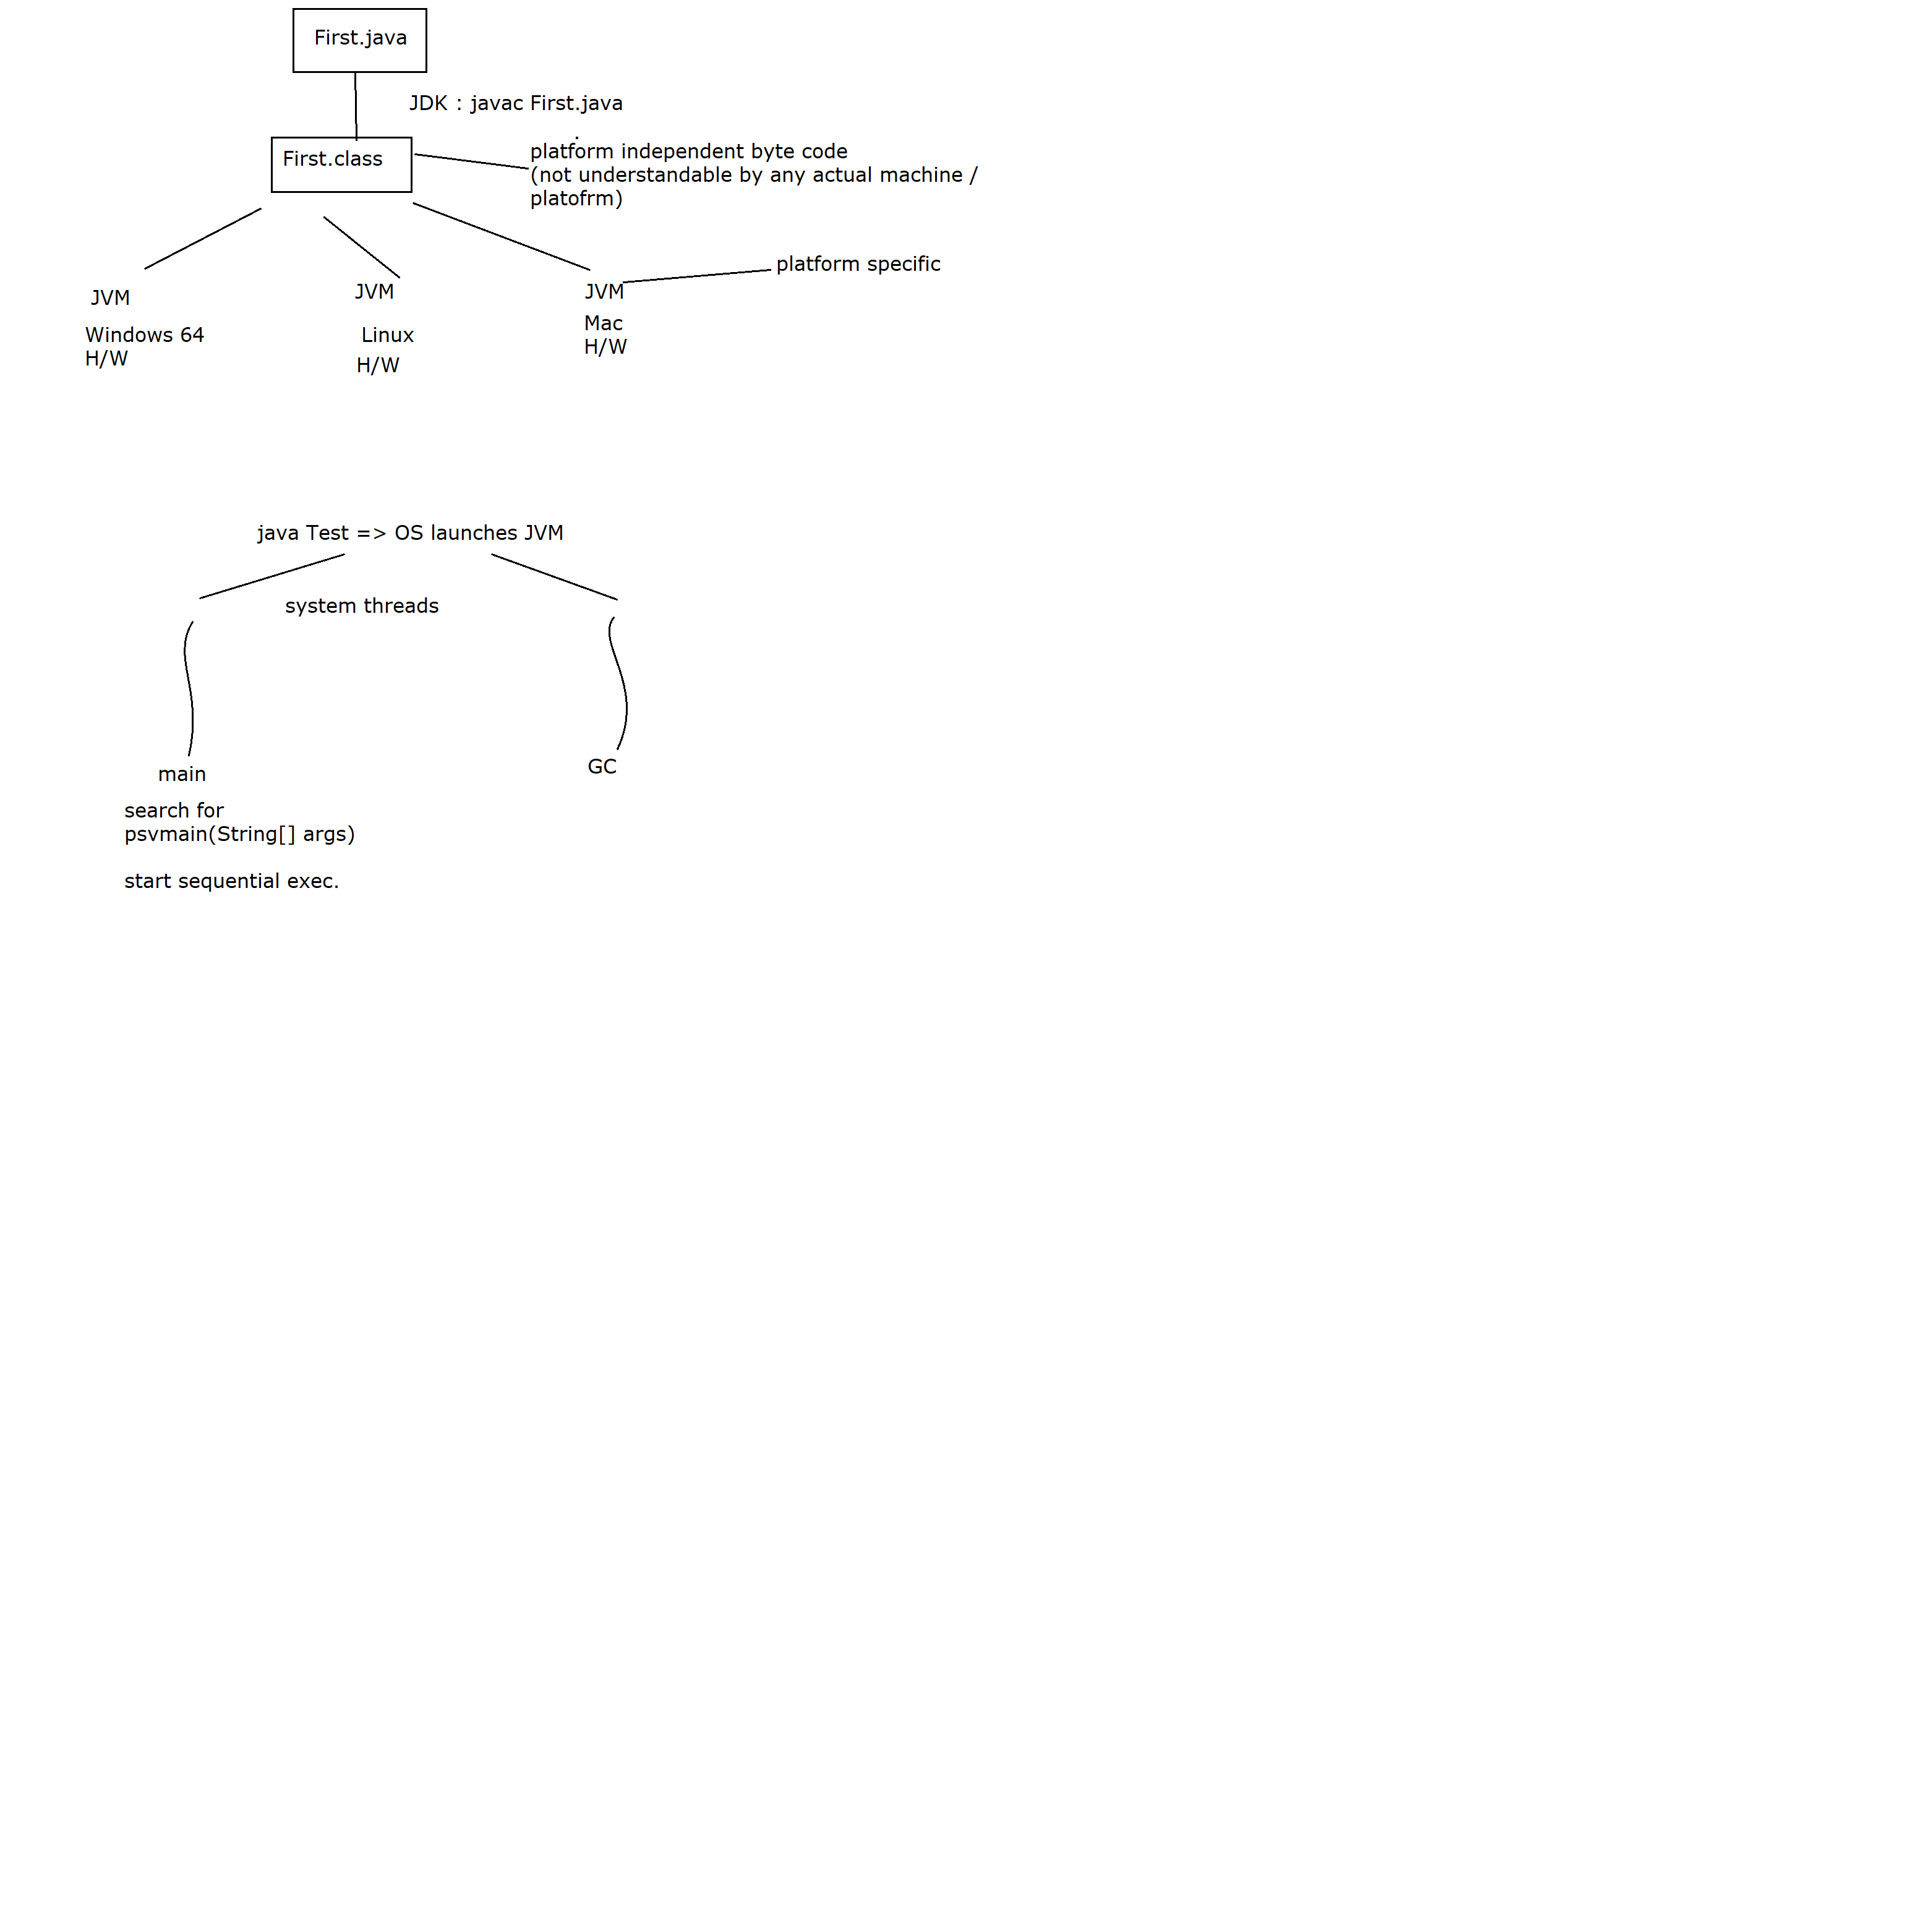 First.java
JDK : javac First.java
.
First.class
platform independent byte code
(not understandable by any actual machine /
platofrm)
platform specific
JVM
Windows 64
H/W
JVM
Linux
H/W
JVM
Mac
H/W
java Test => OS launches JVM
system threads
main
search for
psvmain(String[] args)
start sequential exec.
GC